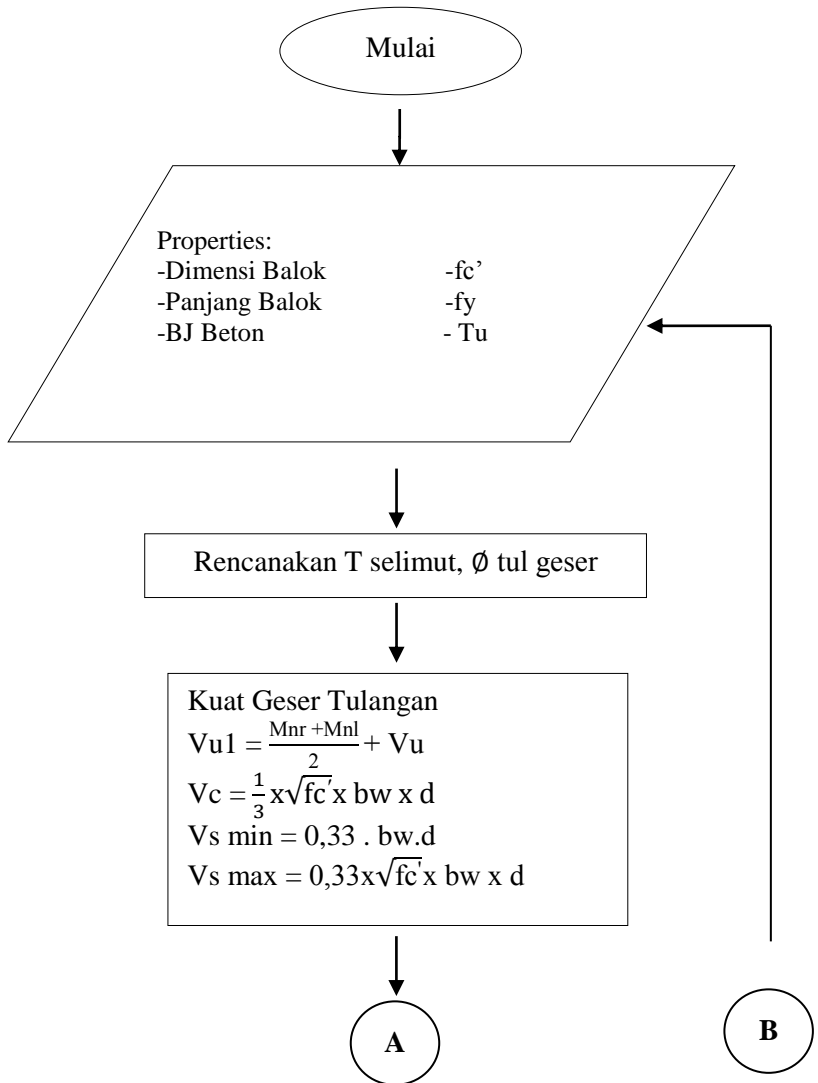 Mulai
Properties:
-Dimensi Balok -fc’
-Panjang Balok -fy
-BJ Beton - Tu
Rencanakan T selimut, Ø tul geser
Kuat Geser Tulangan
Vu1 = (Mnr +Mnl)/2 + Vu
Vc = 1/3 x√fc′x bw x d
Vs min = 0,33 . bw.d
Vs max = 0,33x√fc'x bw x d
A
B